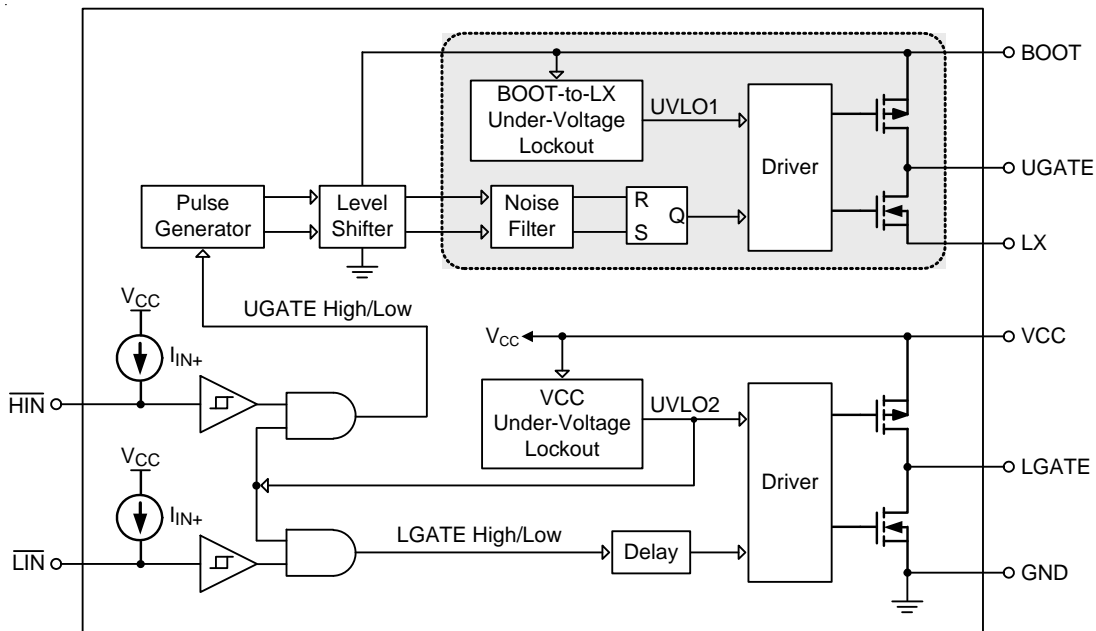 BOOT
BOOT-to-LX
Under-Voltage
Lockout
UVLO1
Driver
UGATE
Pulse
Generator
Level
Shifter
Noise
Filter
R
S
Q
LX
UGATE High/Low
VCC
IIN+
HIN
VCC
VCC
VCC
Under-Voltage
Lockout
UVLO2
Driver
LGATE
VCC
IIN+
LIN
LGATE High/Low
Delay
GND